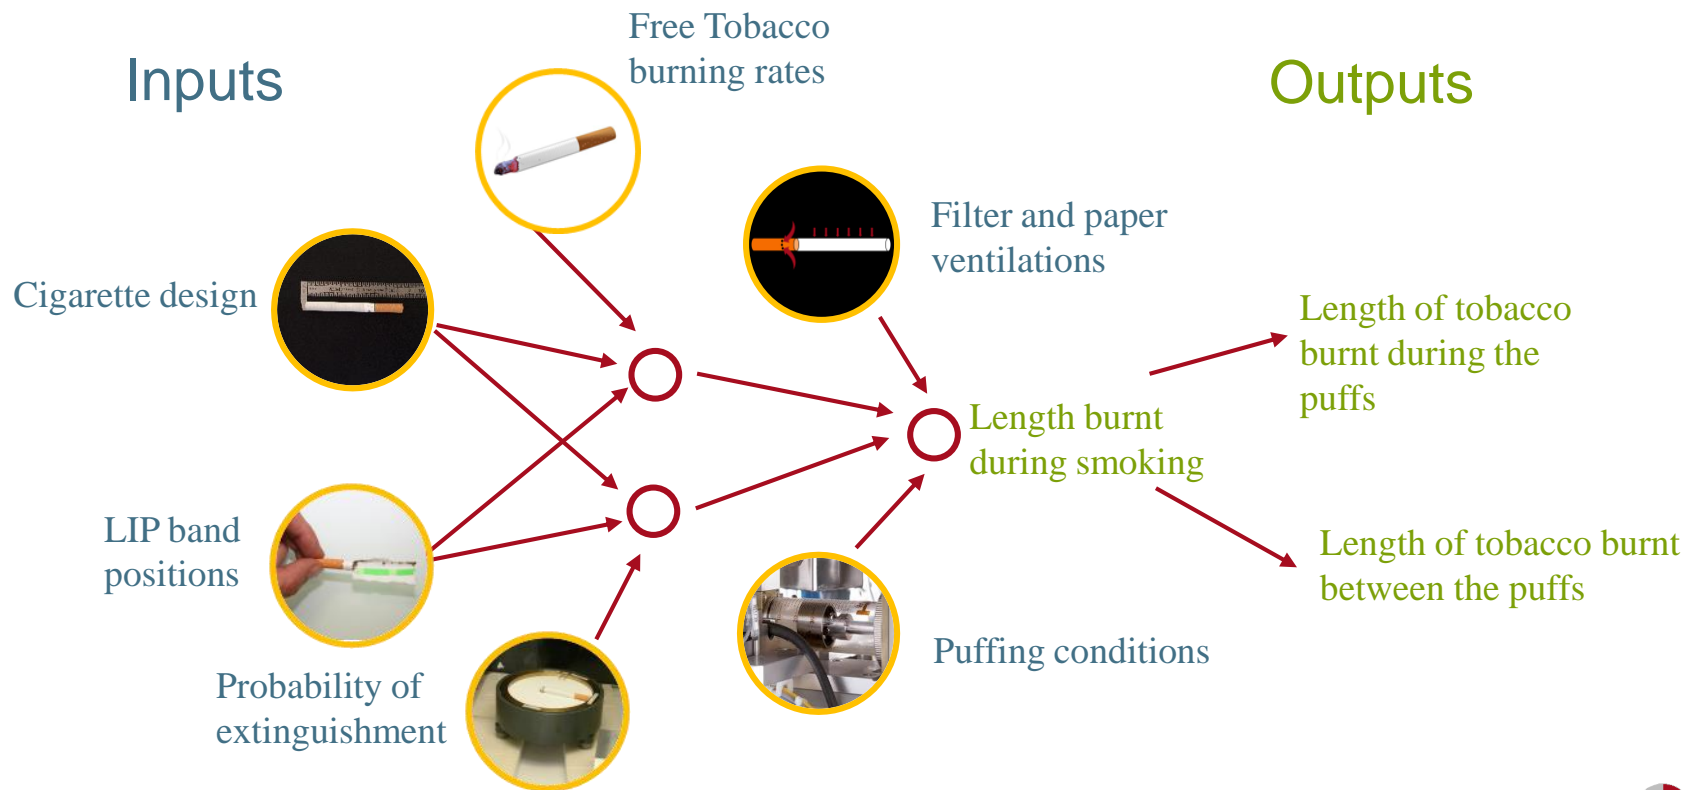 Free Tobacco
burning rates
Inputs
Outputs
Filter and paper
ventilations
Cigarette design
Length of tobacco
burnt during the
puffs
Length burnt
during smoking
LIP band
positions
Length of tobacco burnt
between the puffs
Puffing conditions
Probability of
extinguishment